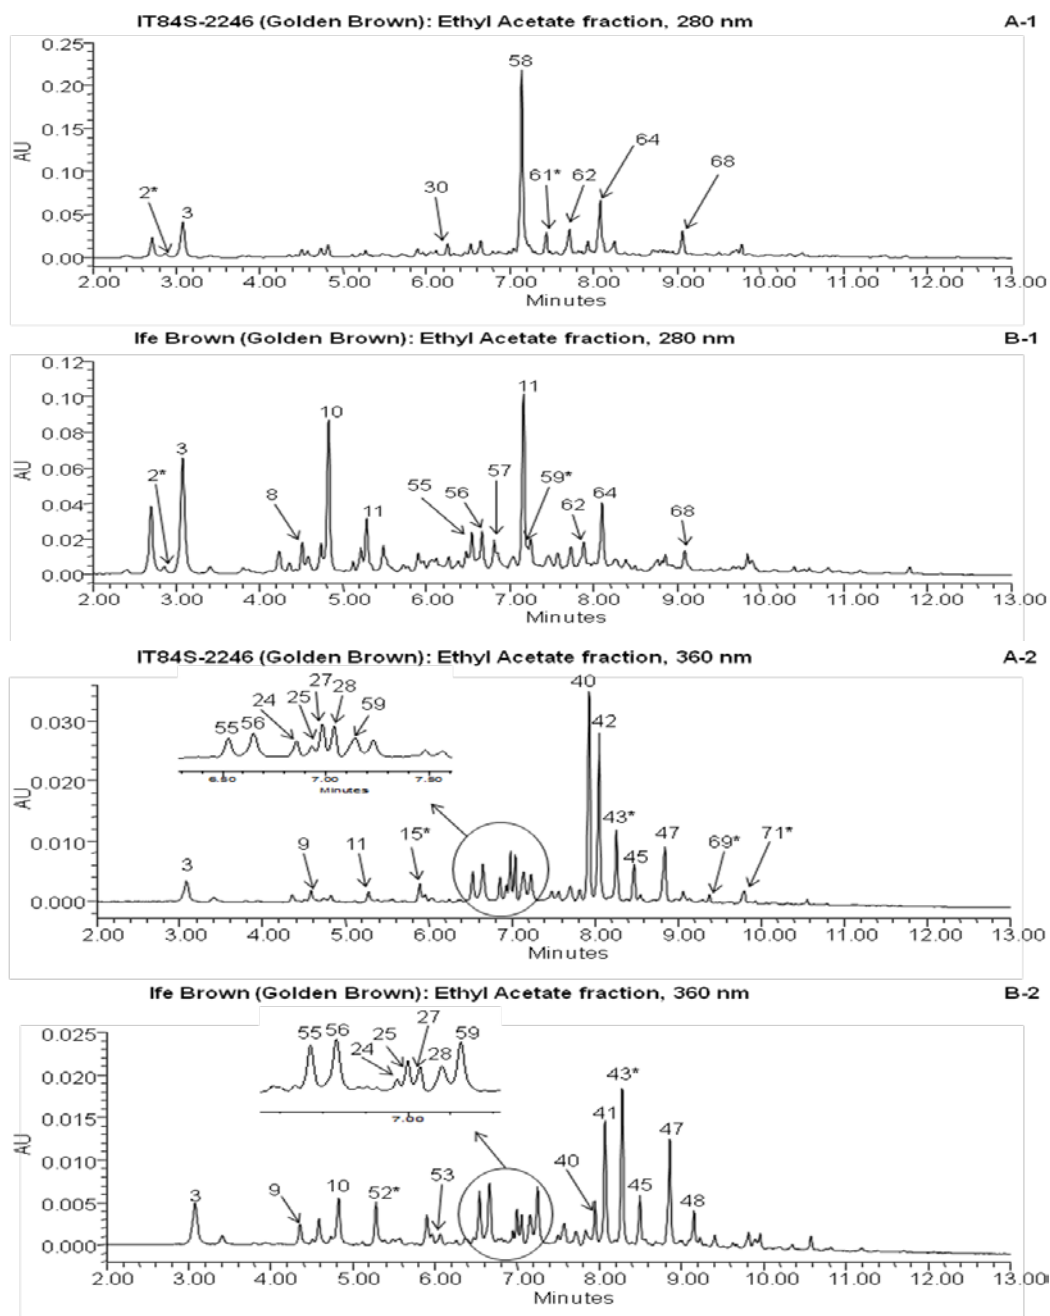 IT84S-2246 (Golden Brown): Ethyl Acetate fraction, 280 nm A-1
0.25
0.20
0.15
0.10
0.05
0.00
AU
2* 3 30 58 61* 62 64 68
2.00 3.00 4.00 5.00 6.00 7.00 8.00 9.00 10.00 11.00 12.00 13.00
Minutes
Ife Brown (Golden Brown): Ethyl Acetate fraction, 280 nm B-1
0.12
0.10
0.08
0.06
0.04
0.02
0.00
AU
2* 3 8 10 11 55 56 57 11 59* 62 64 68
2.00 3.00 4.00 5.00 6.00 7.00 8.00 9.00 10.00 11.00 12.00 13.00
Minutes
IT84S-2246 (Golden Brown): Ethyl Acetate fraction, 360 nm A-2
0.030
0.020
0.010
0.000
AU
55 56 24 25 27 28 59
6.50 7.00 7.50
Minutes
3 9 11 15* 40 42 43* 45 47 69* 71*
2.00 3.00 4.00 5.00 6.00 7.00 8.00 9.00 10.00 11.00 12.00 13.00
Minutes
Ife Brown (Golden Brown): Ethyl Acetate fraction, 360 nm B-2
0.025
0.020
0.015
0.010
0.005
0.000
AU
55 56 24 25 27 28 59
7.00
3 9 10 52* 53 40 41 43* 45 47 48
2.00 3.00 4.00 5.00 6.00 7.00 8.00 9.00 10.00 11.00 12.00 13.00
Minutes